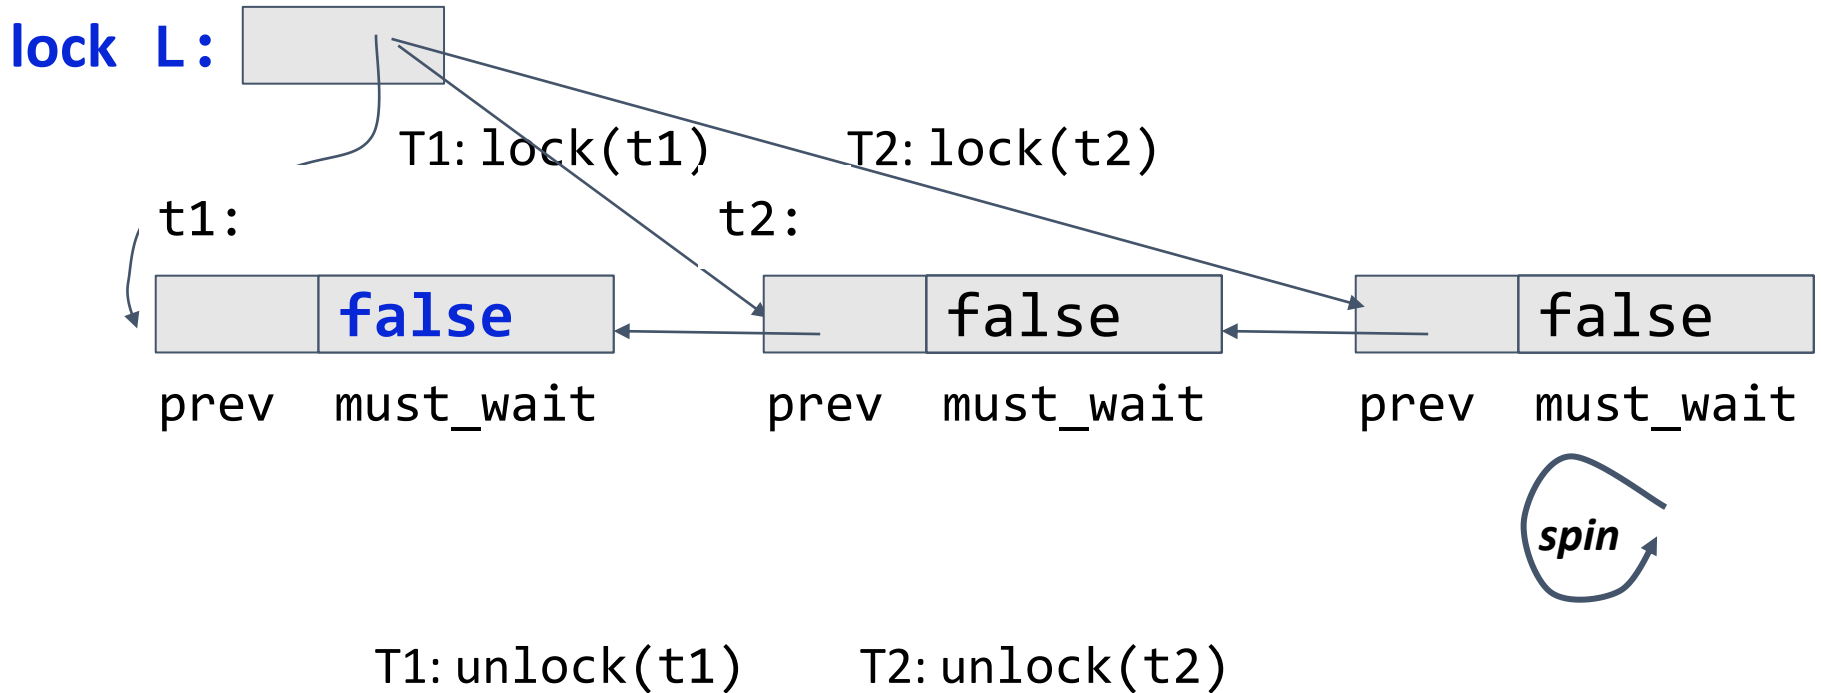 lock L:
T1: lock(t1) T2: lock(t2)
t1: t2:
false false false
prev must_wait prev must_wait prev must_wait
spin
T1: unlock(t1) T2: unlock(t2)